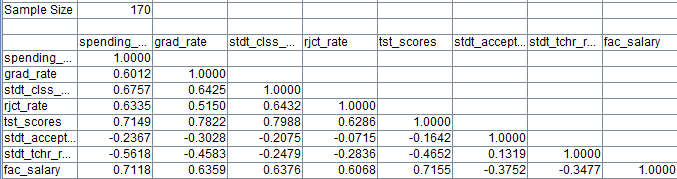 Sample Size 170
spending_... grad_rate stdt_clss_... rjct_rate tst_scores stdt_accept... stdt_tchr_r... fac_salary
spending_... 1.0000
grad_rate 0.6012 1.0000
stdt_clss_... 0.6757 0.6425 1.0000
rjct_rate 0.6335 0.5150 0.6432 1.0000
tst_scores 0.7149 0.7822 0.7988 0.6286 1.0000
stdt_accept... -0.2367 -0.3028 -0.2075 -0.0715 -0.1642 1.0000
stdt_tchr_r... -0.5618 -0.4583 -0.2479 -0.2836 -0.4652 0.1319 1.0000
fac_salary 0.7118 0.6359 0.6376 0.6068 0.7155 -0.3752 -0.3477 1.0000